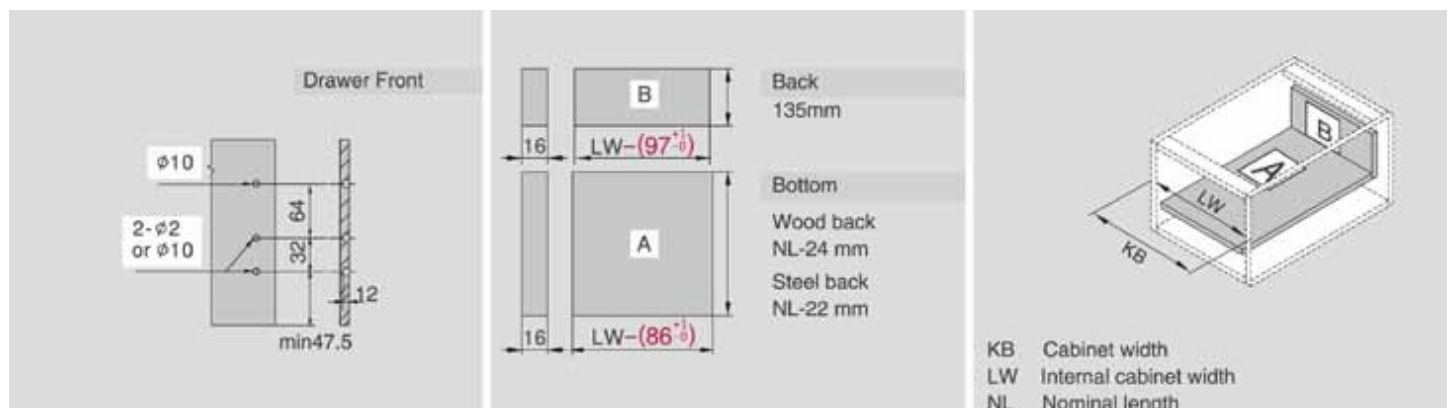 Drawer Front
ø10
2-ø2
or ø10
64
32
12
min47.5
B
16
LW-(97+1-0)
A
16
LW-(86+1-0)
Back
135mm
Bottom
Wood back
NL-24 mm
Steel back
NL-22 mm
B
A
LW
KB
KB Cabinet width
LW Internal cabinet width
NL Nominal length